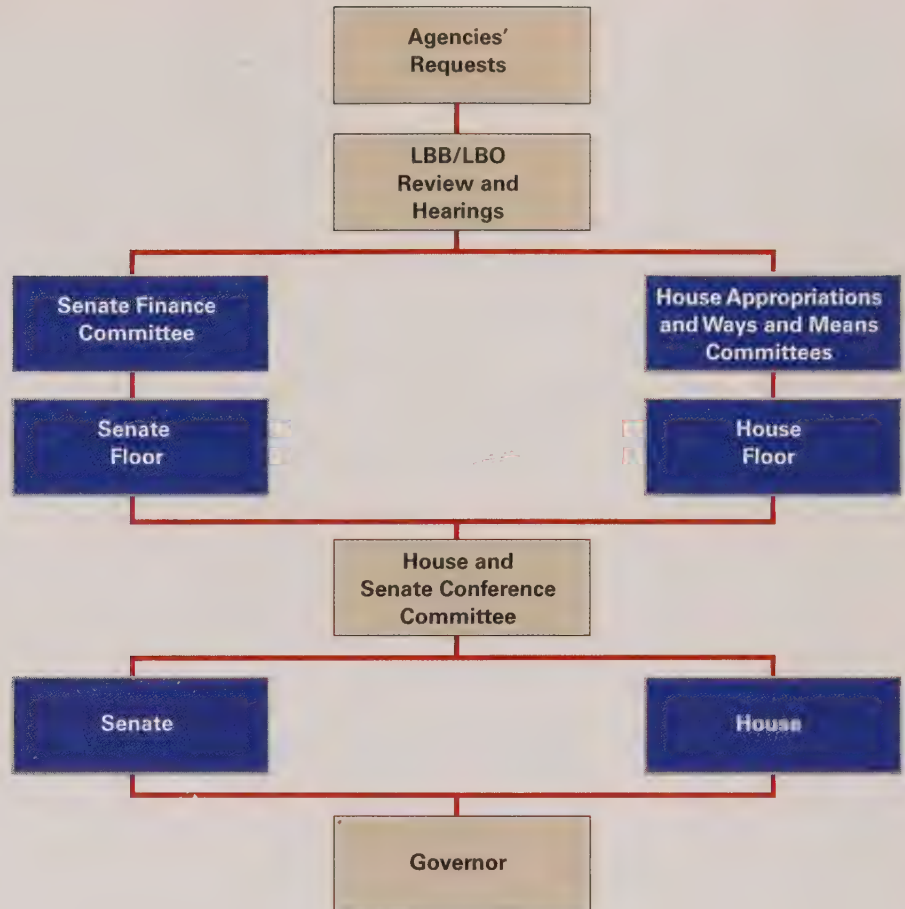 Agencies'
Requests
LBB/LBO
Review and
Hearings
Senate Finance
Committee
House Appropriations
and Ways and Means
Committees
Senate
Floor
House
Floor
House and
Senate Conference
Committee
Senate
House
Governor